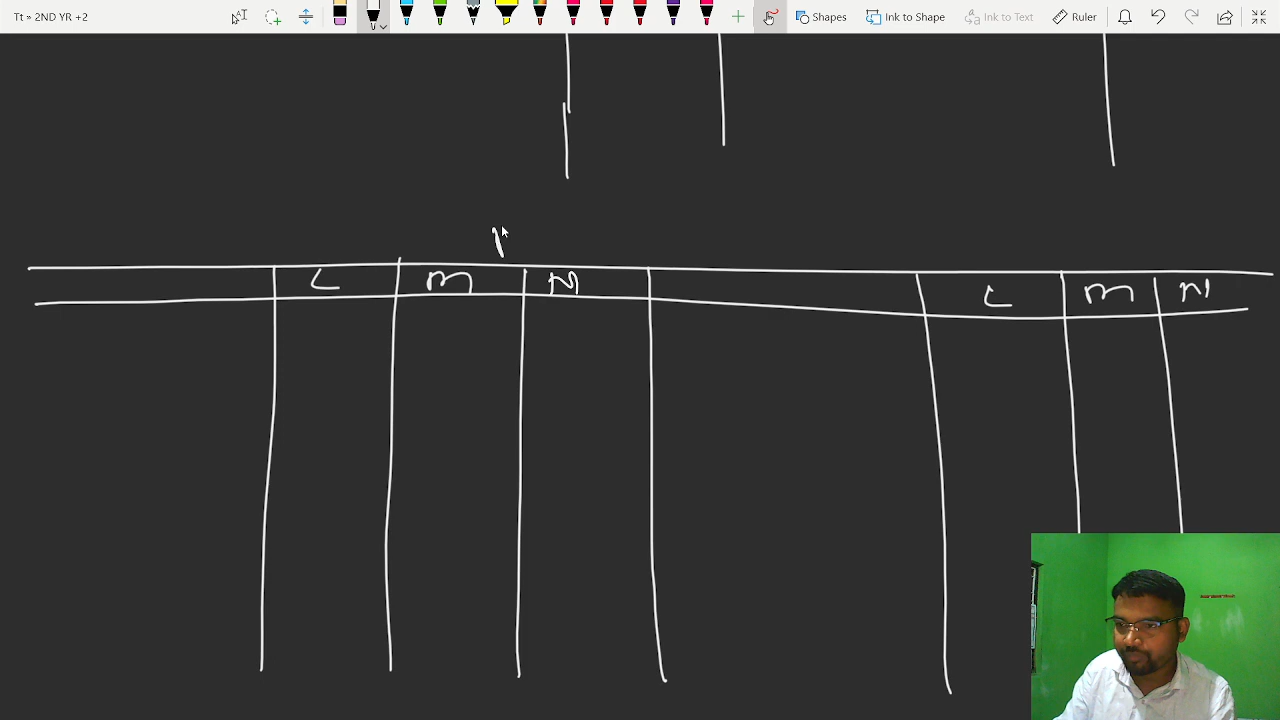 Tt » 2ND YR +2 Shapes Ink to Shape Ink to Text Ruler
L M N L M N